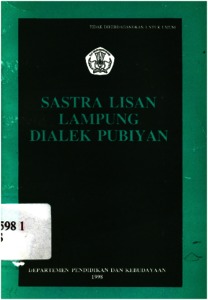 TIDAK DIPERDAGANGKAN UNTUK UMUM
SASTRA LISAN
LAMPUNG
DIALEK PUBIYAN
598 1
DEPARTEMEN PENDIDIKAN DAN KEBUDAYAAN
1998